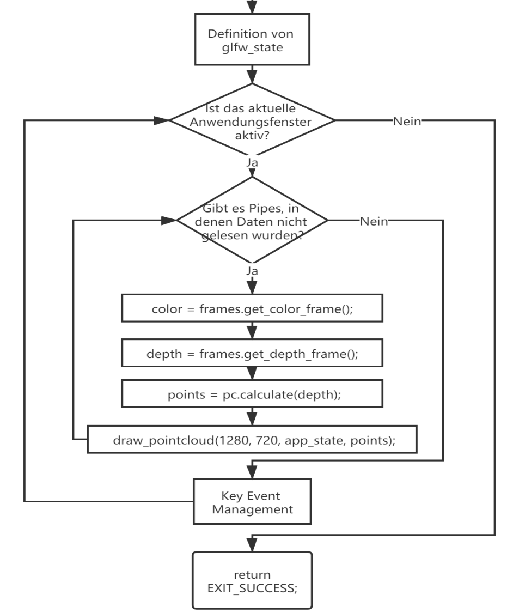 Definition von
glfw_state
Ist das aktuelle
Anwendungsfenster
aktiv?
Nein
Ja
Gibt es Pipes, in
denen Daten nicht
gelesen wurden?
Nein
Ja
color = frames.get_color_frame();
depth = frames.get_depth_frame();
points = pc.calculate(depth);
draw_pointcloud(1280, 720, app_state, points);
Key Event
Management
return
EXIT_SUCCESS;